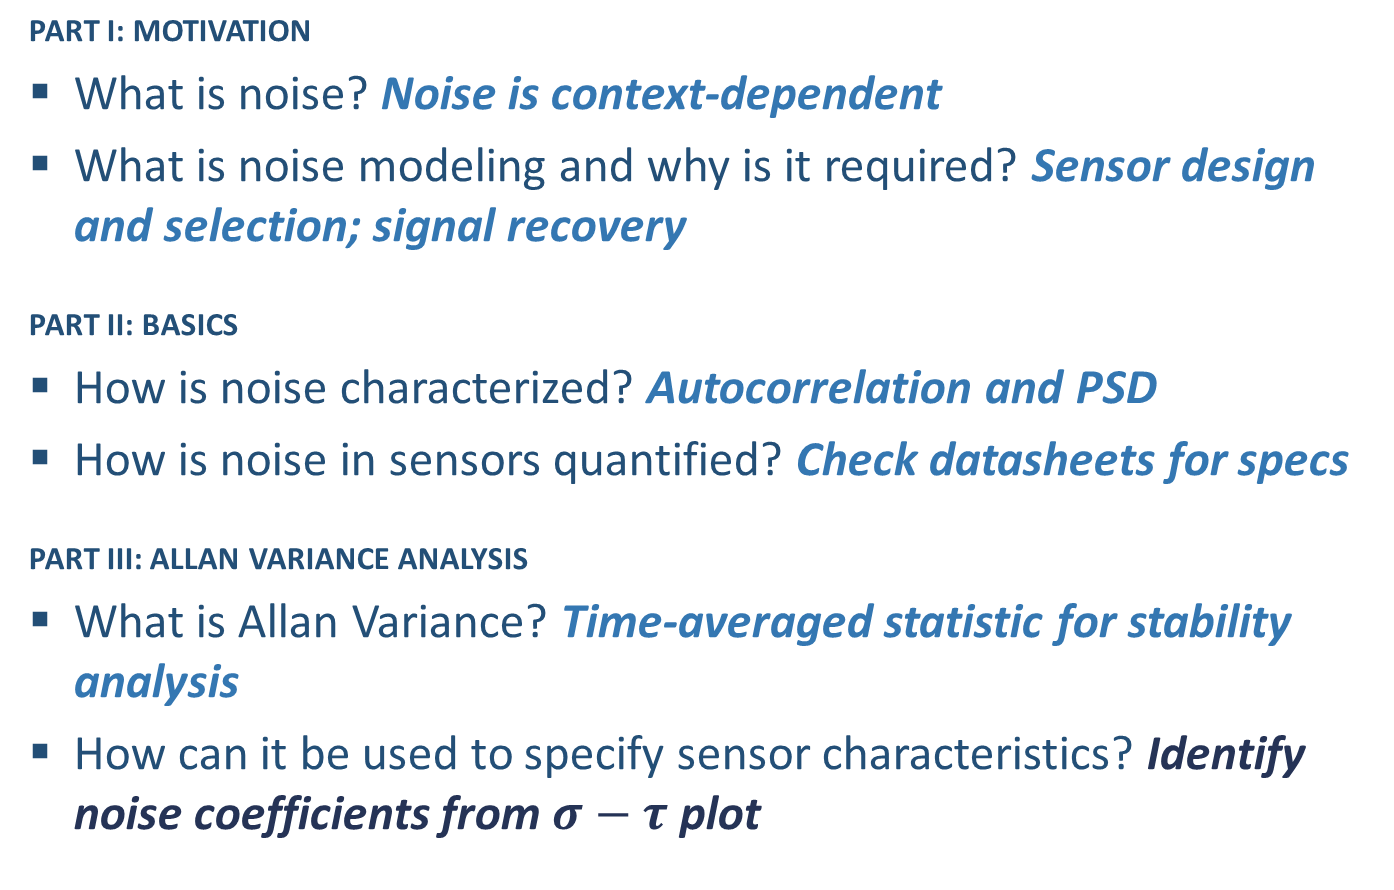 PART I: MOTIVATION
▪ What is noise? Noise is context-dependent
▪ What is noise modeling and why is it required? Sensor design
and selection; signal recovery
PART II: BASICS
▪ How is noise characterized? Autocorrelation and PSD
▪ How is noise in sensors quantified? Check datasheets for specs
PART III: ALLAN VARIANCE ANALYSIS
▪ What is Allan Variance? Time-averaged statistic for stability
analysis
▪ How can it be used to specify sensor characteristics? Identify
noise coefficients from σ − τ plot